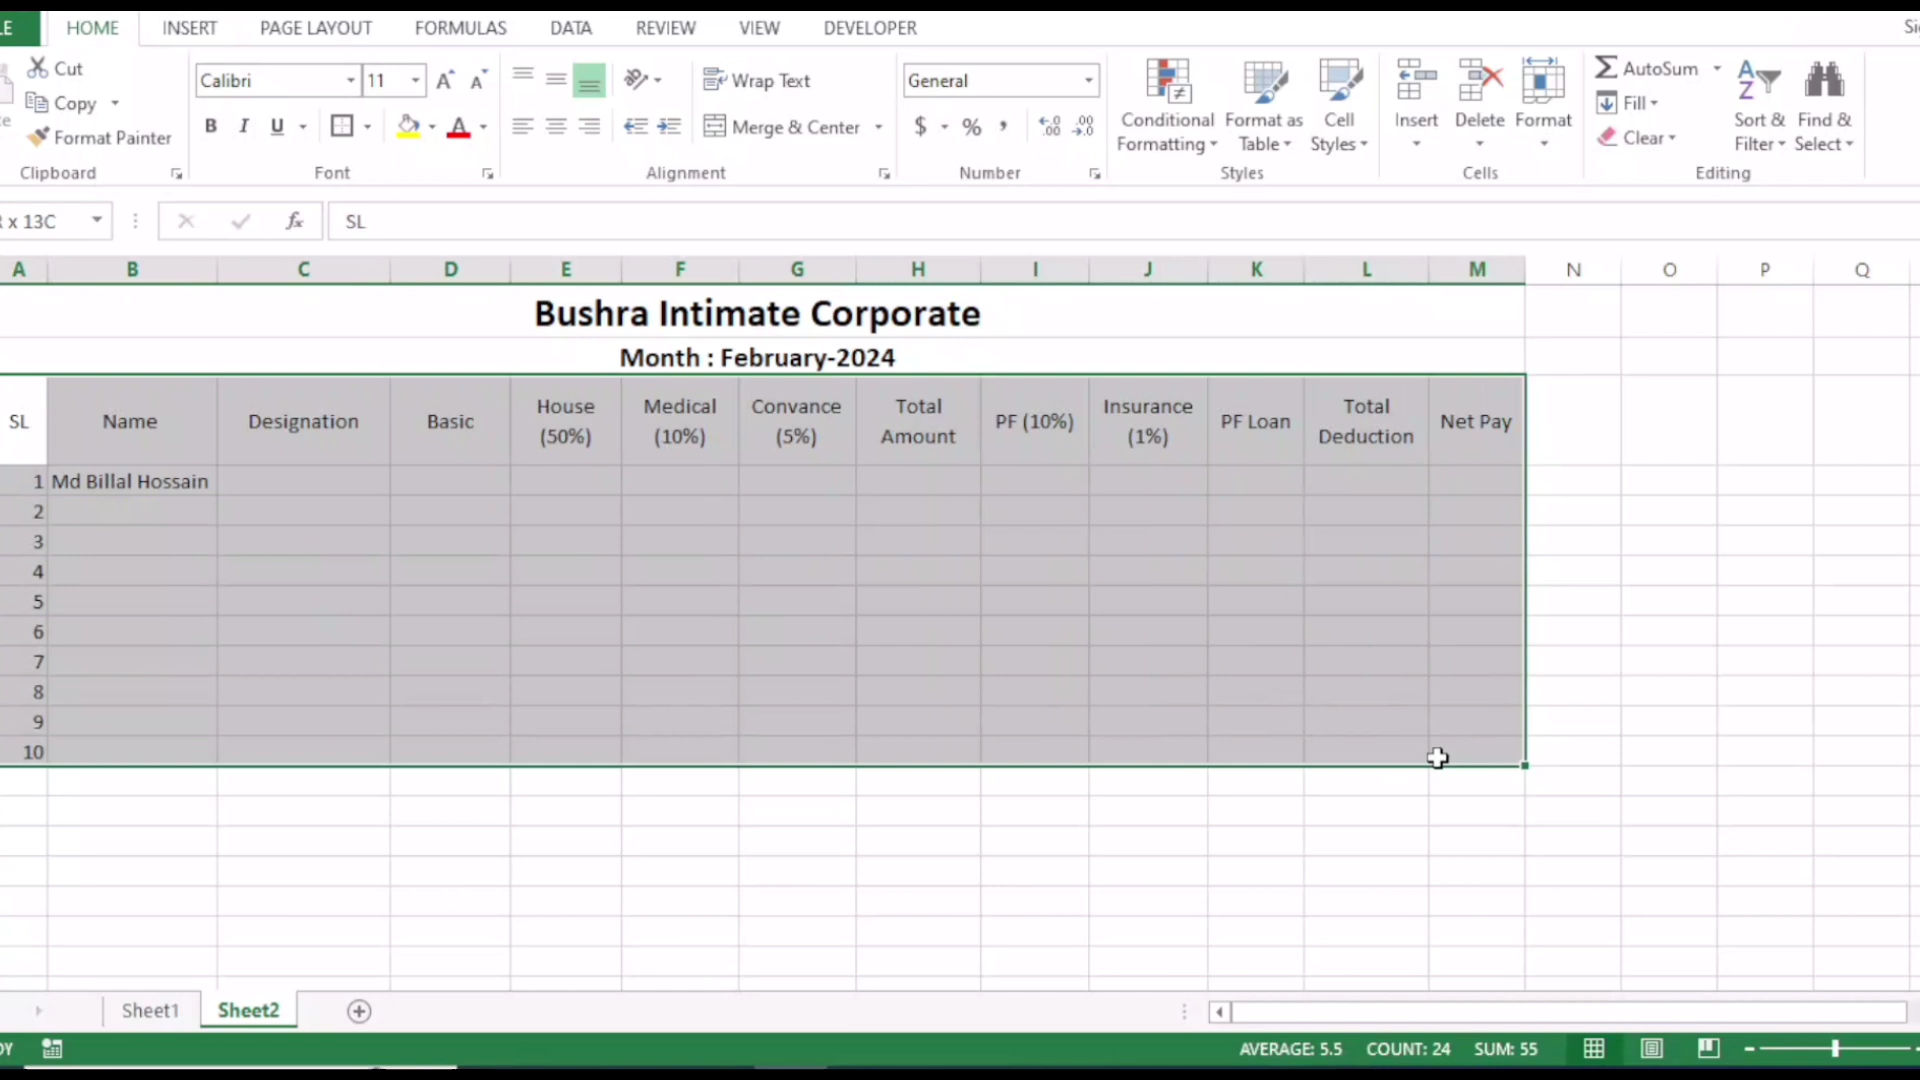 E HOME INSERT PAGE LAYOUT FORMULAS DATA REVIEW VIEW DEVELOPER
Cut
Copy
Format Painter
Clipboard
Calibri 11
B I U A
Font
Wrap Text
Merge & Center
Alignment
General
$ % ,
Number
Conditional Formatting
Format as Table
Cell Styles
Styles
Insert
Delete
Format
Cells
AutoSum
Fill
Clear
Sort & Filter
Find & Select
Editing
x 13C fx SL
A B C D E F G H I J K L M N O P Q
Bushra Intimate Corporate
Month : February-2024
SL Name Designation Basic House (50%) Medical (10%) Convance (5%) Total Amount PF (10%) Insurance (1%) PF Loan Total Deduction Net Pay
1 Md Billal Hossain
2
3
4
5
6
7
8
9
10
Sheet1 Sheet2
DY AVERAGE: 5.5 COUNT: 24 SUM: 55